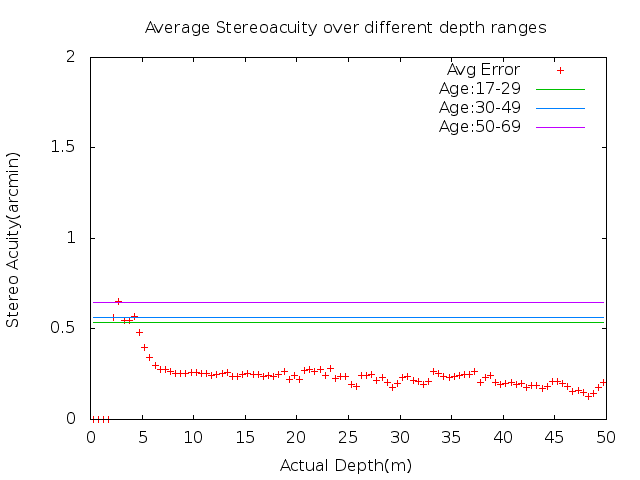 Average Stereoacuity over different depth ranges
2
1.5
1
0.5
0
Stereo Acuity(arcmin)
Avg Error
Age:17-29
Age:30-49
Age:50-69
0 5 10 15 20 25 30 35 40 45 50
Actual Depth(m)